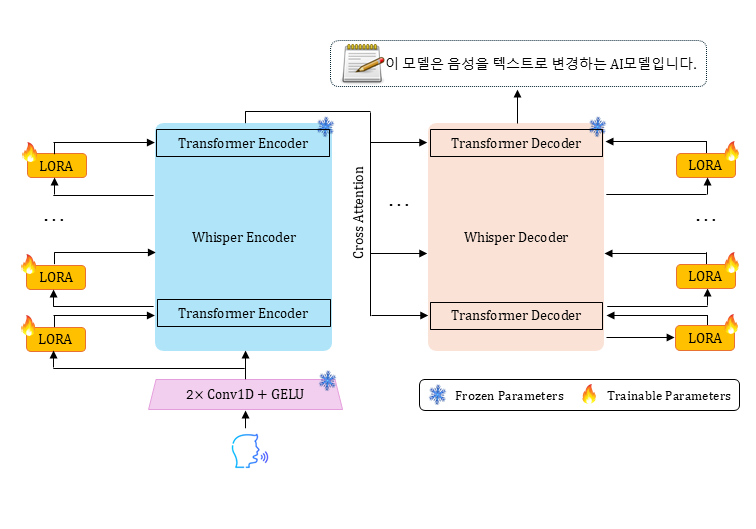 이 모델은 음성을 텍스트로 변경하는 AI모델입니다.
Transformer Encoder
Transformer Decoder
LORA
LORA
...
Cross Attention
...
...
Whisper Encoder
Whisper Decoder
LORA
LORA
Transformer Encoder
Transformer Decoder
LORA
LORA
2× Conv1D + GELU
Frozen Parameters
Trainable Parameters